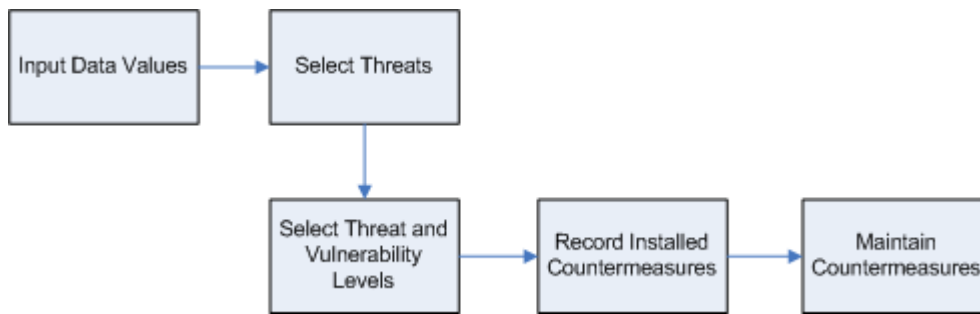 Input Data Values
Select Threats
Select Threat and
Vulnerability
Levels
Record Installed
Countermeasures
Maintain
Countermeasures